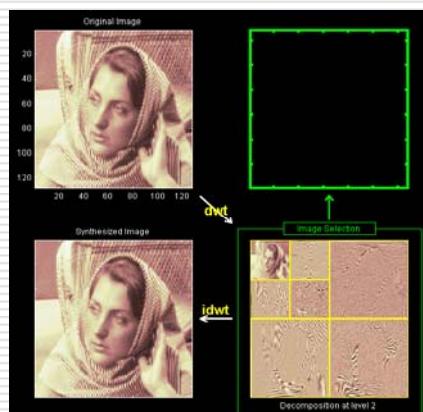 Original Image
20
40
60
80
100
120
20 40 60 80 100 120
dwt
Synthesized Image
Image Selection
idwt
Decomposition at level 2